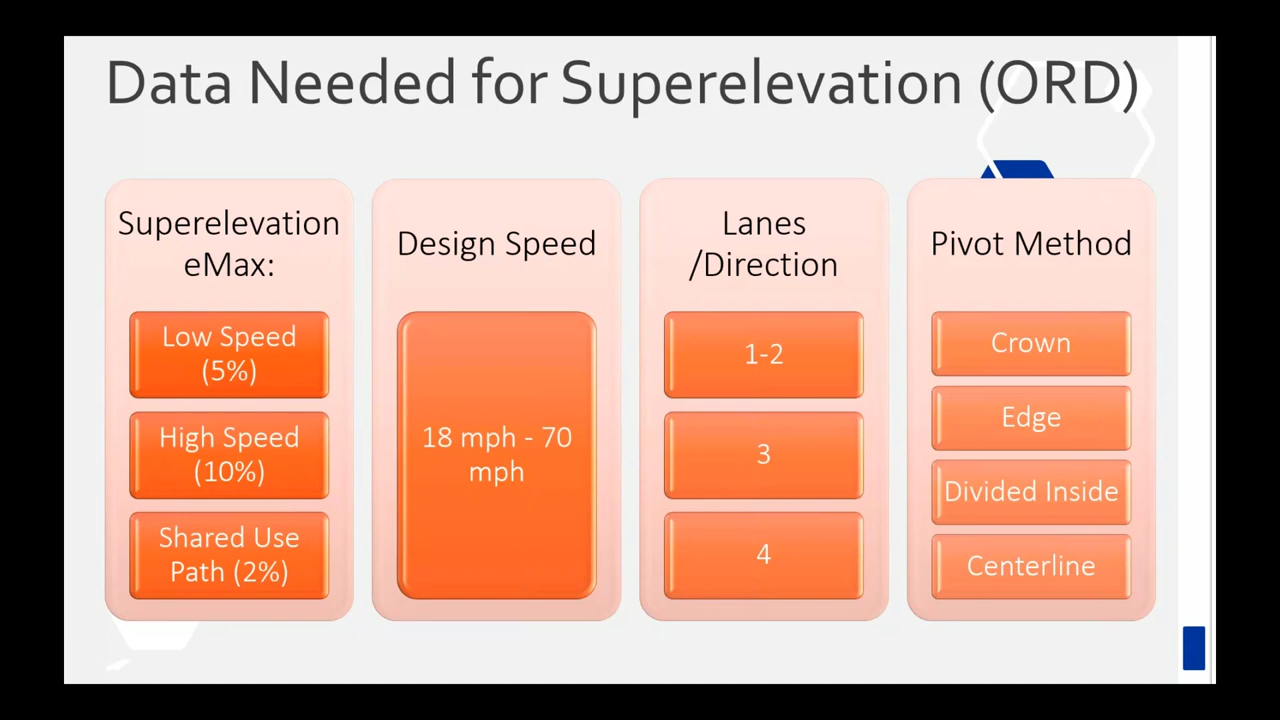 Data Needed for Superelevation (ORD)
Superelevation
eMax:
Low Speed
(5%)
High Speed
(10%)
Shared Use
Path (2%)
Design Speed
18 mph - 70
mph
Lanes
/Direction
1-2
3
4
Pivot Method
Crown
Edge
Divided Inside
Centerline